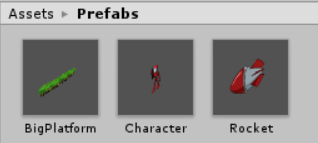 Assets ▸ Prefabs
BigPlatform Character Rocket